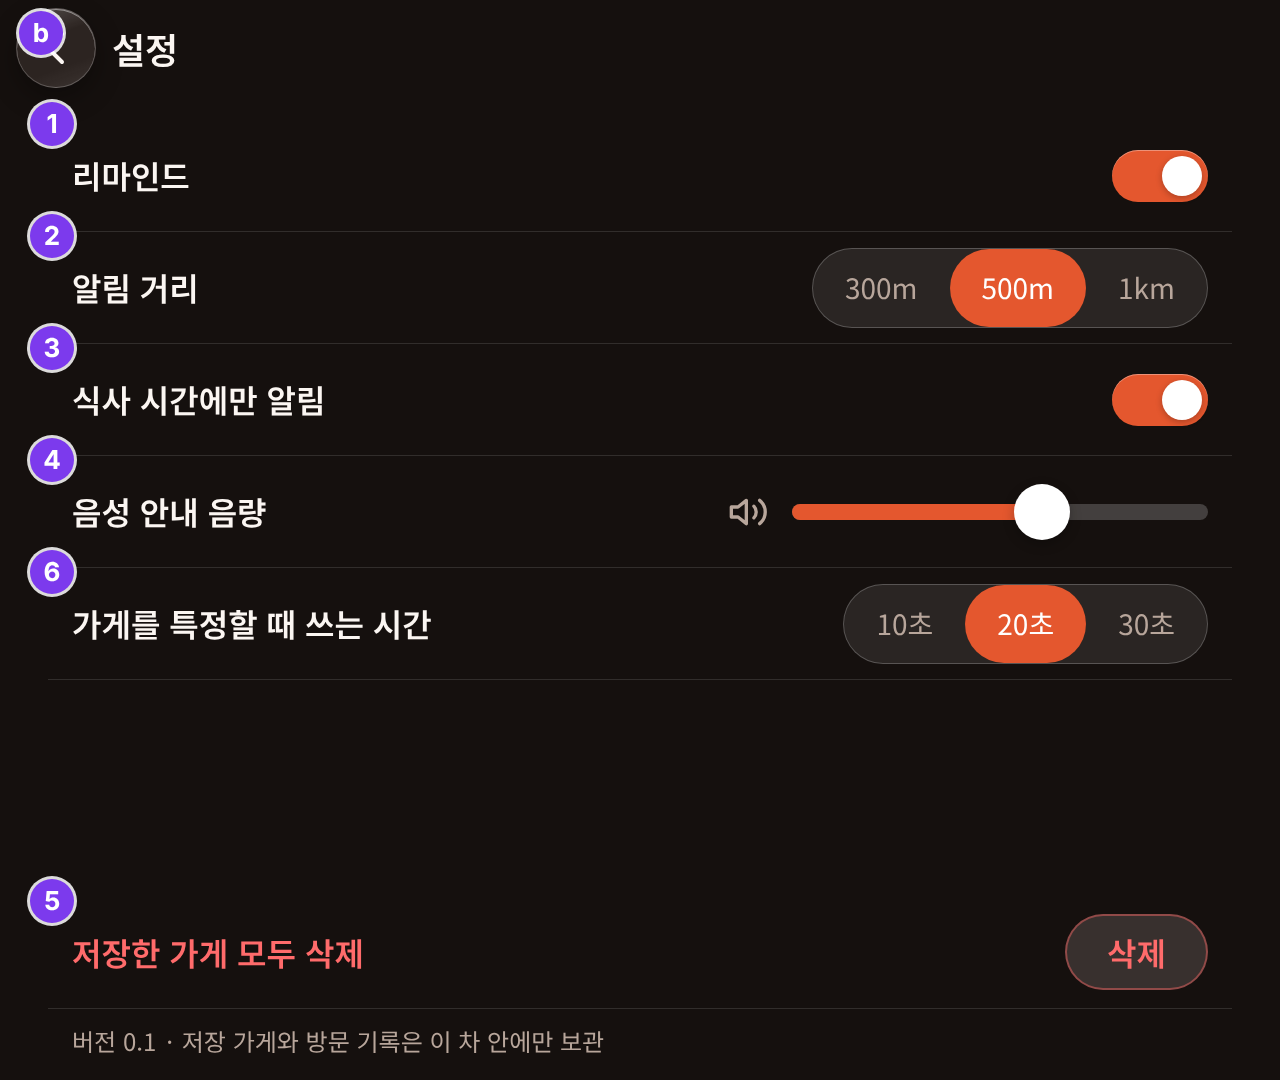 b
설정
1
리마인드
2
알림 거리 300m 500m 1km
3
식사 시간에만 알림
4
음성 안내 음량
6
가게를 특정할 때 쓰는 시간 10초 20초 30초
5
저장한 가게 모두 삭제 삭제
버전 0.1 · 저장 가게와 방문 기록은 이 차 안에만 보관